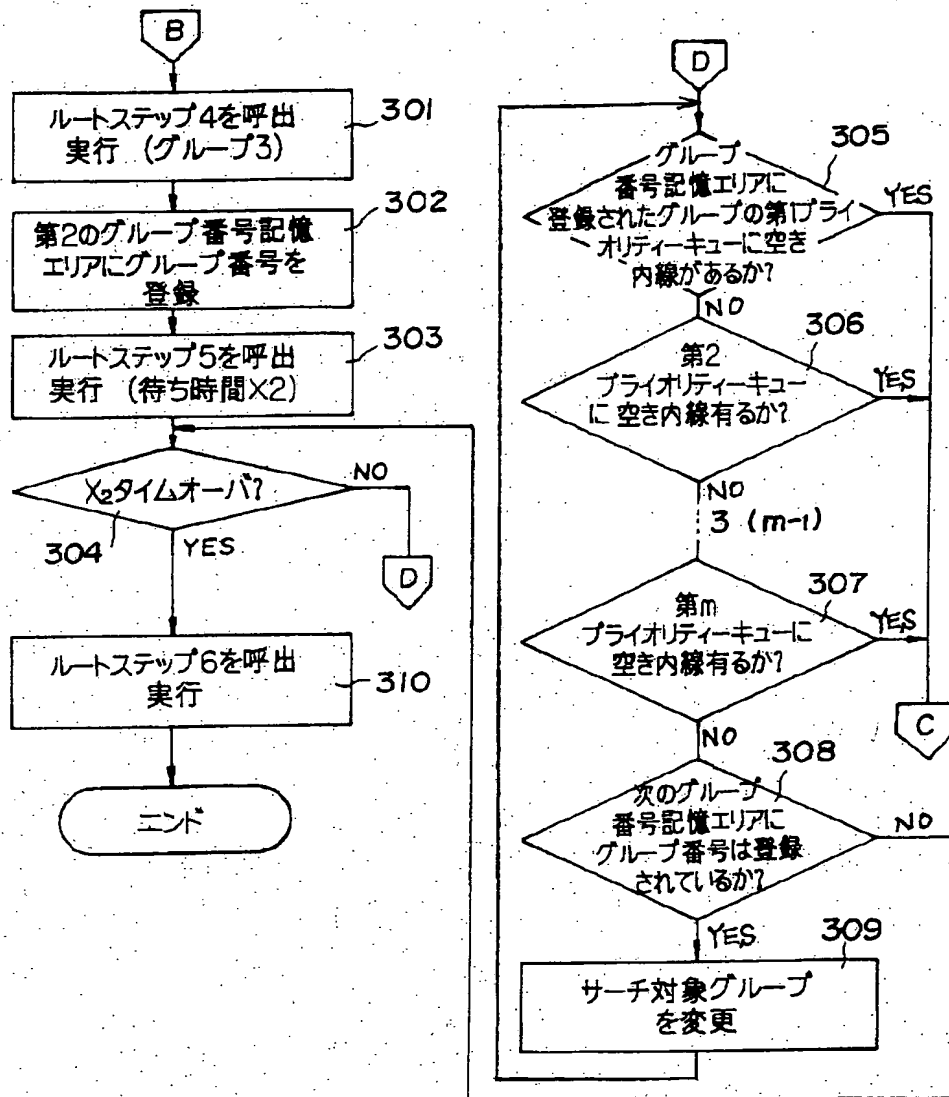 B
ルートステップ4を呼出
実行 (グループ3)
301
第2のグループ番号記憶
エリアにグループ番号を
登録
302
ルートステップ5を呼出
実行 (待ち時間X2)
303
X2タイムオーバ?
NO
304
YES
D
ルートステップ6を呼出
実行
310
エンド
D
グループ
番号記憶エリアに
登録されたグループの第1プライ
オリティーキューに空き
内線があるか?
305
YES
NO
第2
プライオリティーキュー
に空き内線有るか?
306
YES
NO
3 (m-1)
第m
プライオリティーキューに
空き内線有るか?
307
YES
C
NO
次のグループ
番号記憶エリアに
グループ番号は登録
されているか?
308
NO
YES
サーチ対象グループ
を変更
309